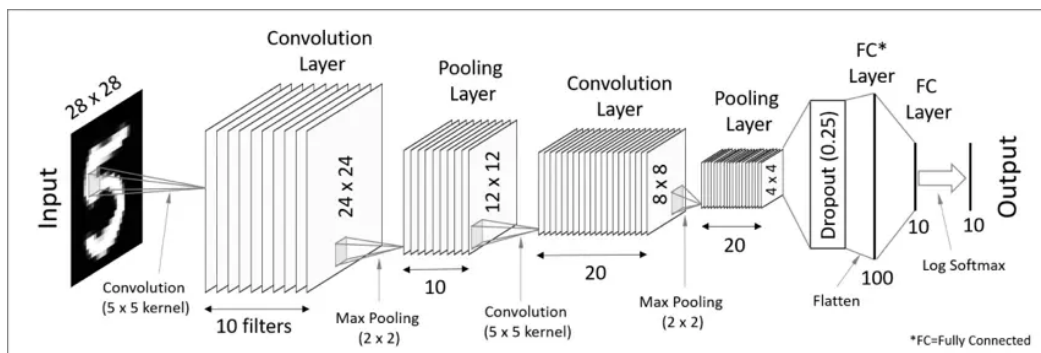 28 x 28
Input
Convolution
(5 x 5 kernel)
Convolution
Layer
24 x 24
10 filters
Max Pooling
(2 x 2)
Pooling
Layer
12 x 12
10
Convolution
(5 x 5 kernel)
Convolution
Layer
8 x 8
20
Max Pooling
(2 x 2)
Pooling
Layer
4 x 4
20
Dropout (0.25)
Flatten
FC*
Layer
100
FC
Layer
10
Log Softmax
10
Output
*FC=Fully Connected
5